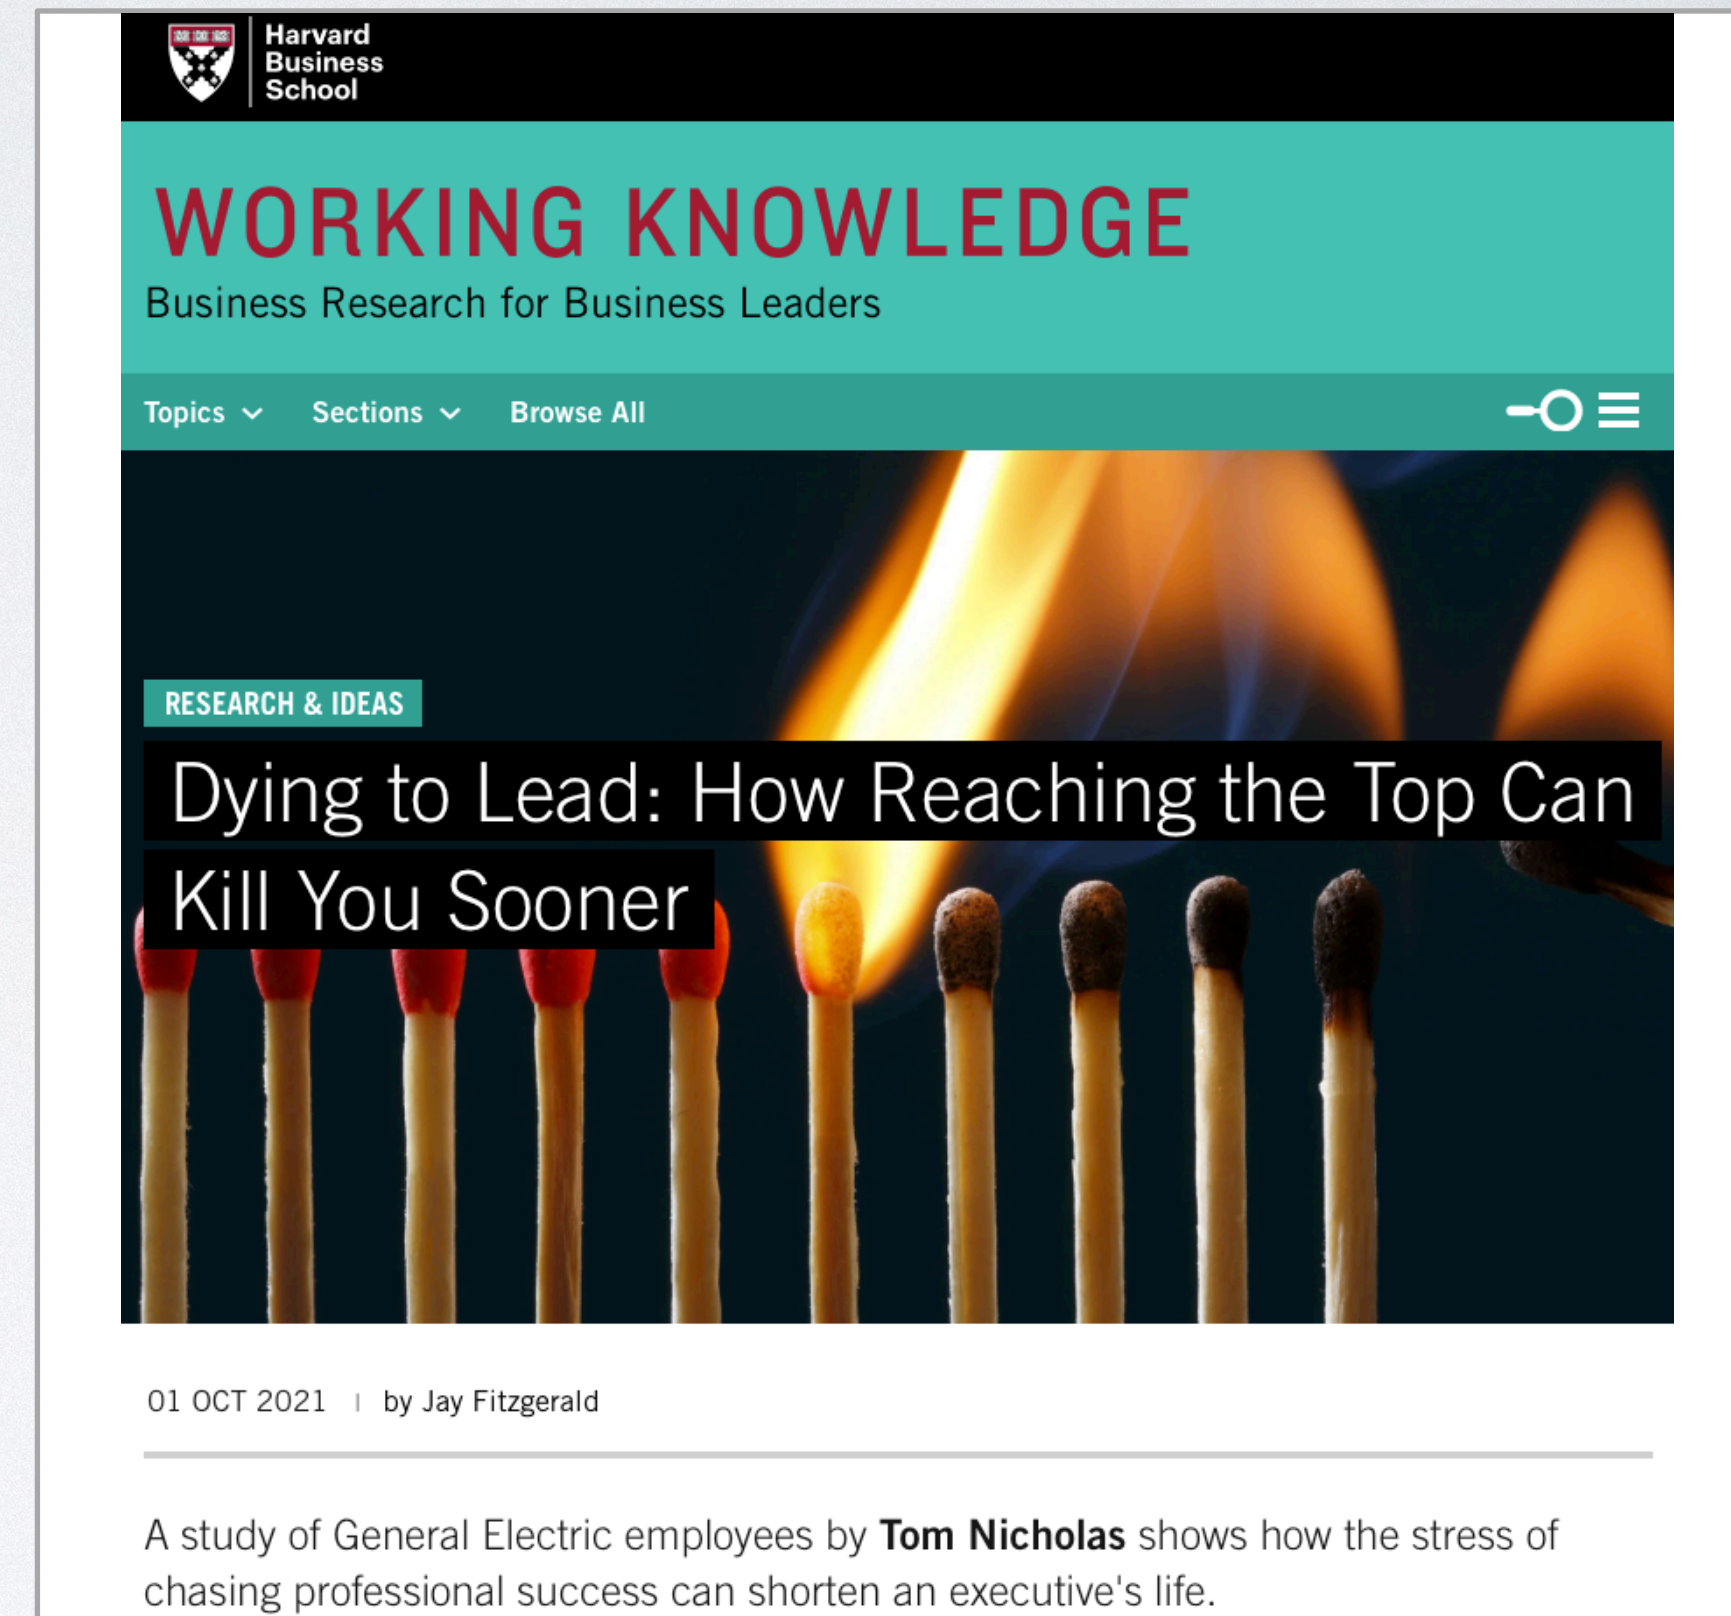 Harvard
Business
School
WORKING KNOWLEDGE
Business Research for Business Leaders
Topics Sections Browse All
RESEARCH & IDEAS
Dying to Lead: How Reaching the Top Can
Kill You Sooner
01 OCT 2021 | by Jay Fitzgerald
A study of General Electric employees by Tom Nicholas shows how the stress of
chasing professional success can shorten an executive's life.